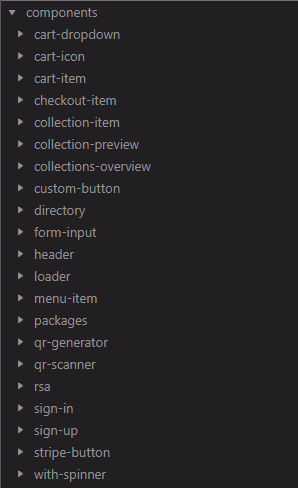 components
cart-dropdown
cart-icon
cart-item
checkout-item
collection-item
collection-preview
collections-overview
custom-button
directory
form-input
header
loader
menu-item
packages
qr-generator
qr-scanner
rsa
sign-in
sign-up
stripe-button
with-spinner